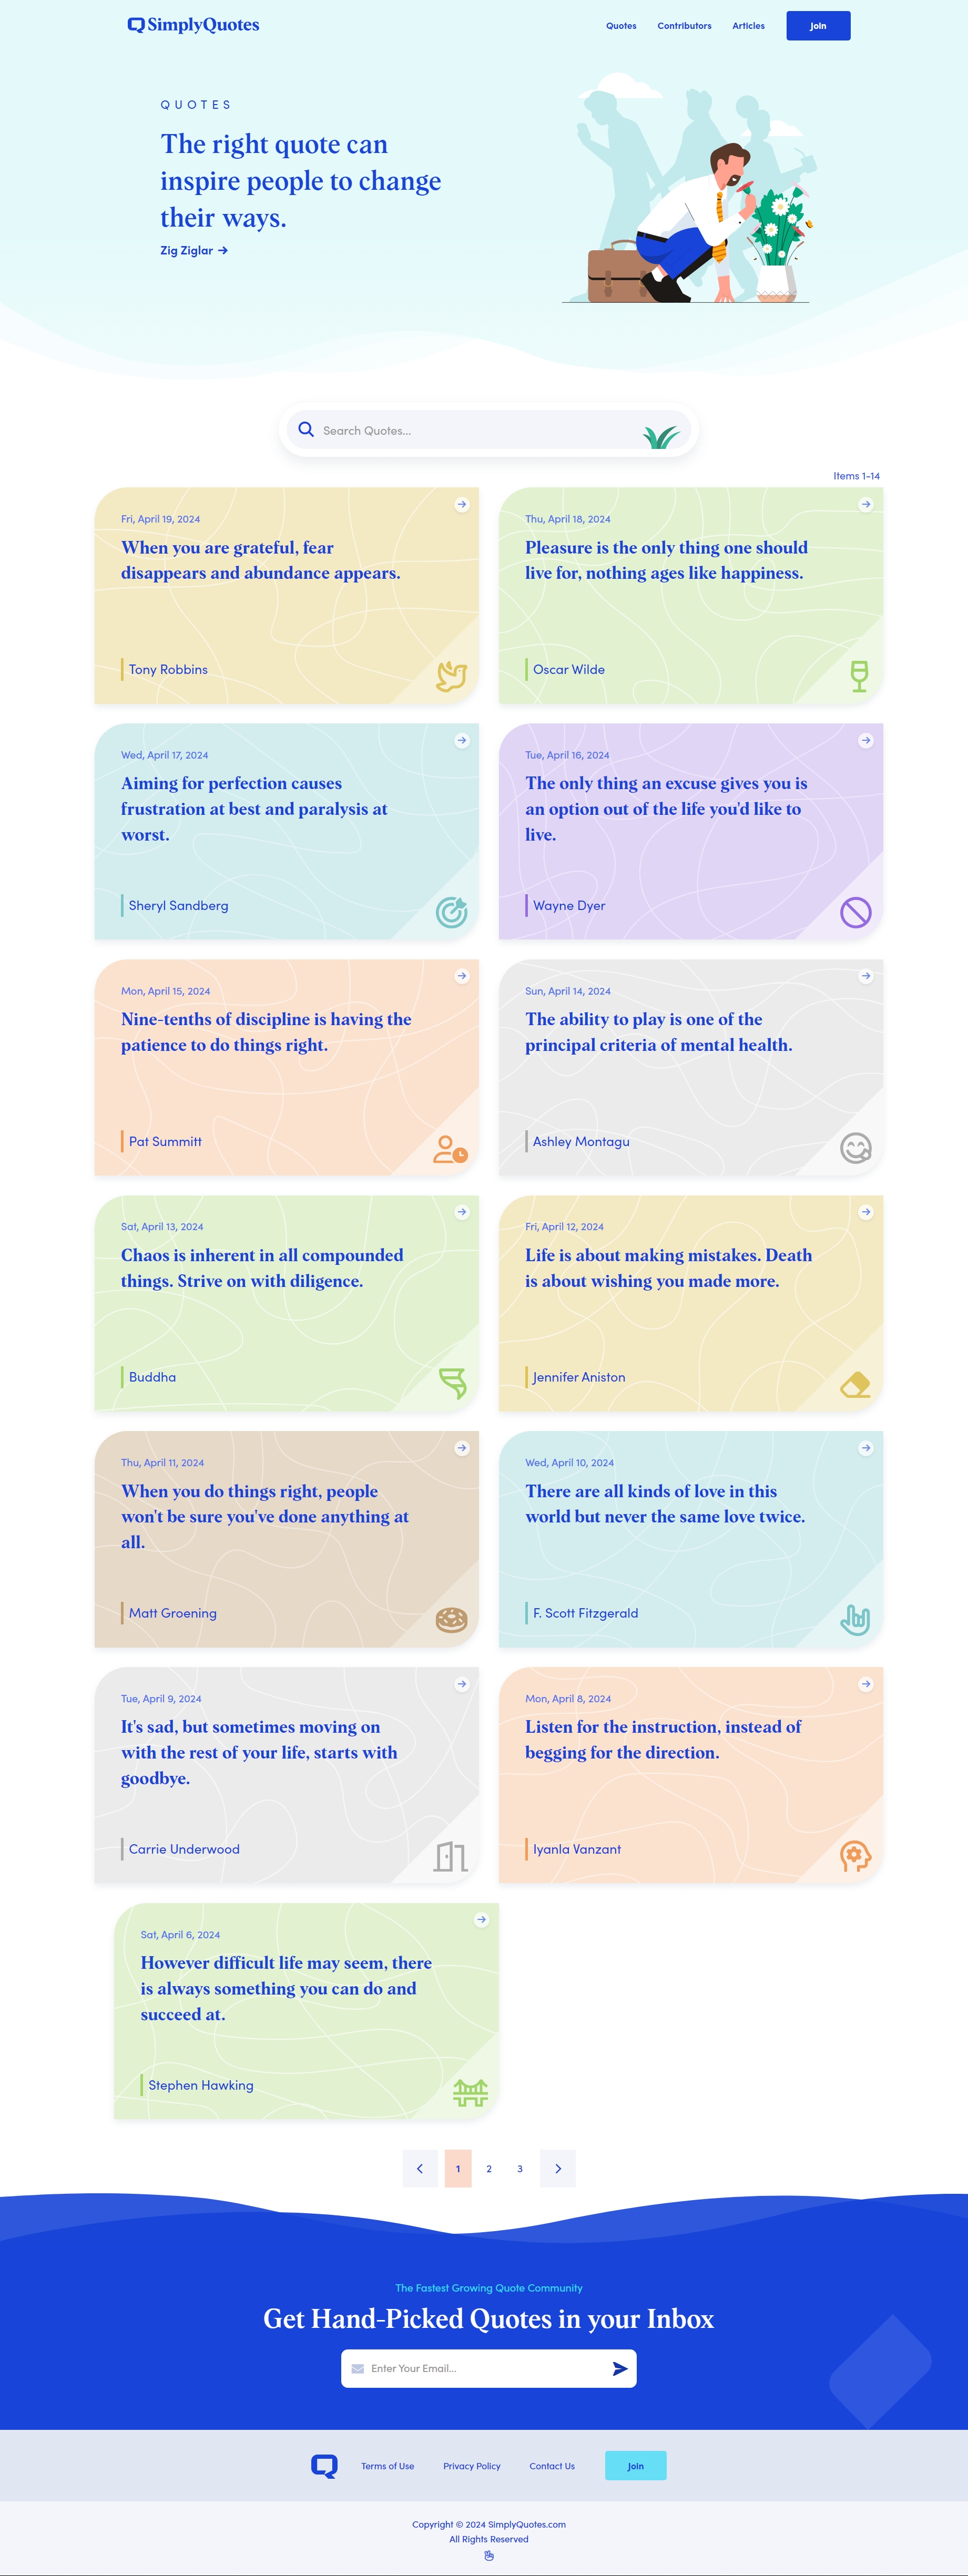 SimplyQuotes
Quotes
Contributors
Articles
Join
QUOTES
The right quote can
inspire people to change
their ways.
Zig Ziglar
Search Quotes...
Items 1-14
Fri, April 19, 2024
When you are grateful, fear
disappears and abundance appears.
Tony Robbins
Thu, April 18, 2024
Pleasure is the only thing one should
live for, nothing ages like happiness.
Oscar Wilde
Wed, April 17, 2024
Aiming for perfection causes
frustration at best and paralysis at
worst.
Sheryl Sandberg
Tue, April 16, 2024
The only thing an excuse gives you is
an option out of the life you'd like to
live.
Wayne Dyer
Mon, April 15, 2024
Nine-tenths of discipline is having the
patience to do things right.
Pat Summitt
Sun, April 14, 2024
The ability to play is one of the
principal criteria of mental health.
Ashley Montagu
Sat, April 13, 2024
Chaos is inherent in all compounded
things. Strive on with diligence.
Buddha
Fri, April 12, 2024
Life is about making mistakes. Death
is about wishing you made more.
Jennifer Aniston
Thu, April 11, 2024
When you do things right, people
won't be sure you've done anything at
all.
Matt Groening
Wed, April 10, 2024
There are all kinds of love in this
world but never the same love twice.
F. Scott Fitzgerald
Tue, April 9, 2024
It's sad, but sometimes moving on
with the rest of your life, starts with
goodbye.
Carrie Underwood
Mon, April 8, 2024
Listen for the instruction, instead of
begging for the direction.
Iyanla Vanzant
Sat, April 6, 2024
However difficult life may seem, there
is always something you can do and
succeed at.
Stephen Hawking
1
2
3
The Fastest Growing Quote Community
Get Hand-Picked Quotes in your Inbox
Enter Your Email...
Terms of Use
Privacy Policy
Contact Us
Join
Copyright © 2024 SimplyQuotes.com
All Rights Reserved